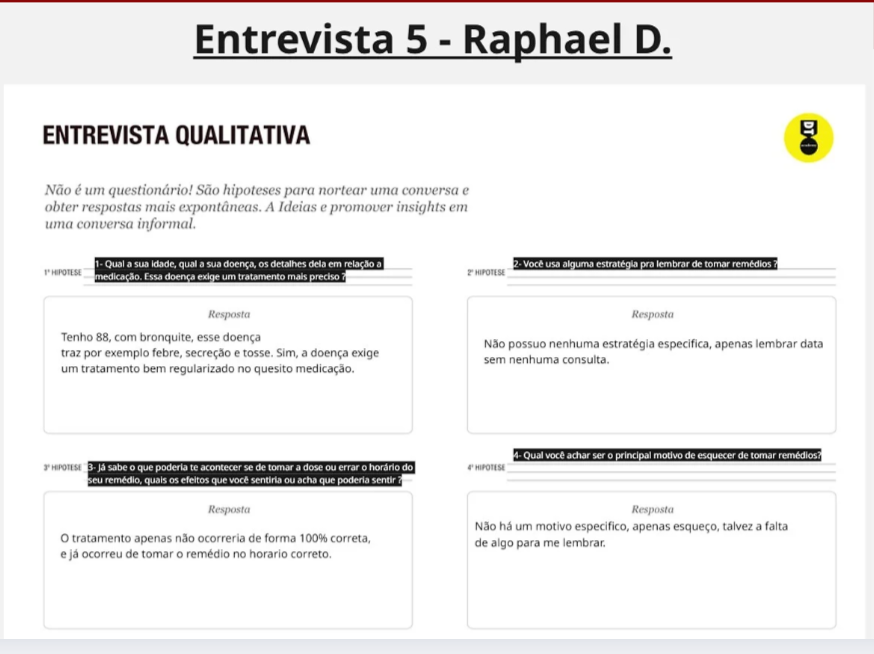 Entrevista 5 - Raphael D.
ENTREVISTA QUALITATIVA
Não é um questionário! São hipoteses para nortear uma conversa e
obter respostas mais expontâneas. A Ideias e promover insights em
uma conversa informal.
1ª HIPOTESE
1- Qual a sua idade, qual a sua doença, os detalhes dela em relação a
medicação. Essa doença exige um tratamento mais preciso ?
Resposta
Tenho 88, com bronquite, esse doença
traz por exemplo febre, secreção e tosse. Sim, a doença exige
um tratamento bem regularizado no quesito medicação.
2ª HIPOTESE
2- Você usa alguma estratégia pra lembrar de tomar remédios ?
Resposta
Não possuo nenhuma estratégia especifica, apenas lembrar data
sem nenhuma consulta.
3ª HIPOTESE
3- Já sabe o que poderia te acontecer se de tomar a dose ou errar o horário do
seu remédio, quais os efeitos que você sentiria ou acha que poderia sentir ?
Resposta
O tratamento apenas não ocorreria de forma 100% correta,
e já ocorreu de tomar o remédio no horario correto.
4ª HIPOTESE
4- Qual você achar ser o principal motivo de esquecer de tomar remédios?
Resposta
Não há um motivo especifico, apenas esqueço, talvez a falta
de algo para me lembrar.